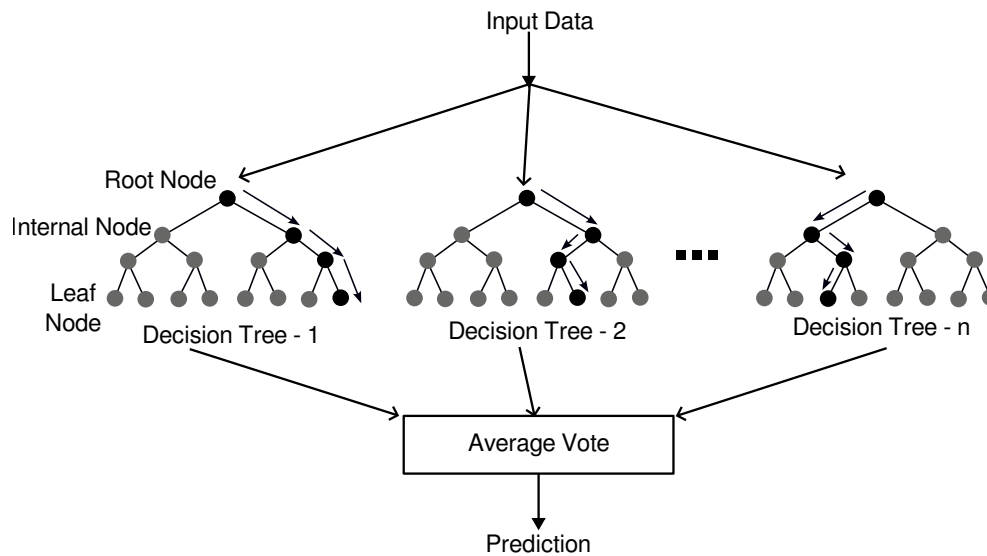 Input Data
Root Node
Internal Node
Leaf
Node
Decision Tree - 1
Decision Tree - 2
Decision Tree - n
Average Vote
Prediction